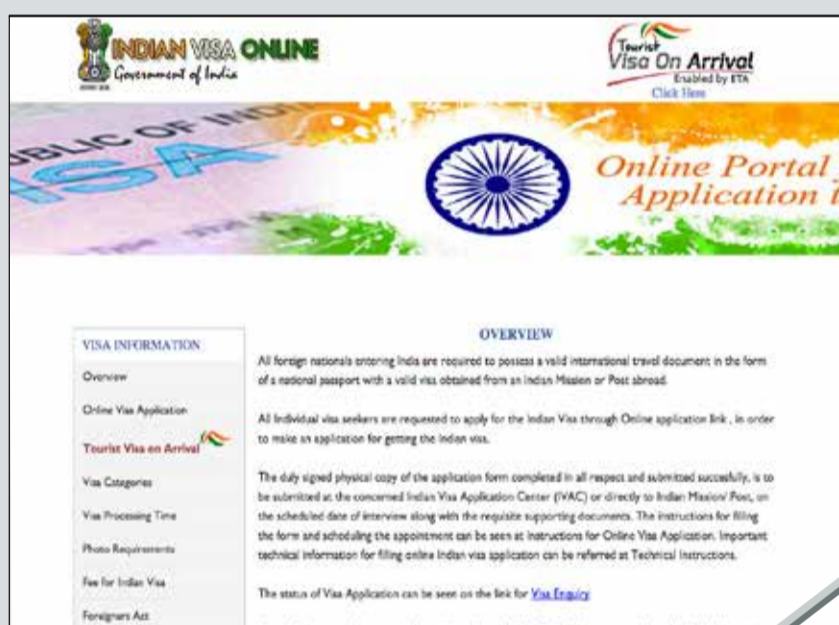 INDIAN VISA ONLINE
Government of India
Tourist
Visa On Arrival
Enabled by ETA
Click Here
UBLIC OF INDI
ISA
Online Portal
Application
VISA INFORMATION
Overview
Online Visa Application
Tourist Visa on Arrival
Visa Categories
Visa Processing Time
Photo Requirements
Fee for Indian Visa
Foreigners Act
OVERVIEW
All foreign nationals entering India are required to possess a valid international travel document in the form
of a national passport with a valid visa obtained from an Indian Mission or Post abroad.
All Individual visa seekers are requested to apply for the Indian Visa through Online application link , in order
to make an application for getting the Indian visa.
The duly signed physical copy of the application form completed in all respect and submitted succesfully, is to
be submitted at the concerned Indian Visa Application Center (IVAC) or directly to Indian Mission/ Post, on
the scheduled date of interview along with the requisite supporting documents. The instructions for filling
the form and scheduling the appointment can be seen at Instructions for Online Visa Application. Important
technical information for filling online Indian visa application can be referred at Technical Instructions.
The status of Visa Application can be seen on the link for Visa Enquiry